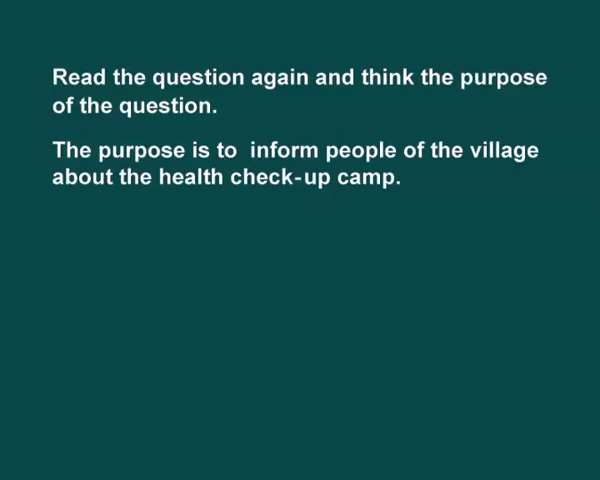 Read the question again and think the purpose
of the question.
The purpose is to inform people of the village
about the health check-up camp.